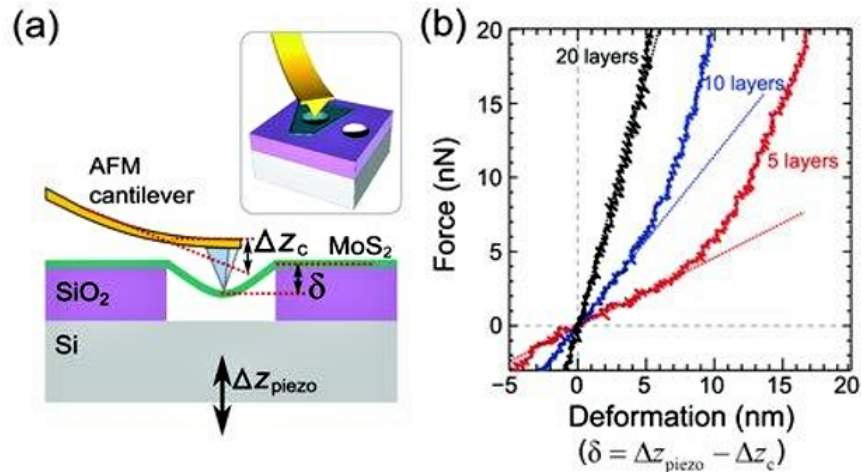 (a)
AFM
cantilever
Δz_c
MoS₂
SiO₂
δ
Si
Δz_piezo
(b)
Force (nN)
20
15
10
5
0
20 layers
10 layers
5 layers
−5 0 5 10 15 20
Deformation (nm)
(δ = Δz_piezo − Δz_c)